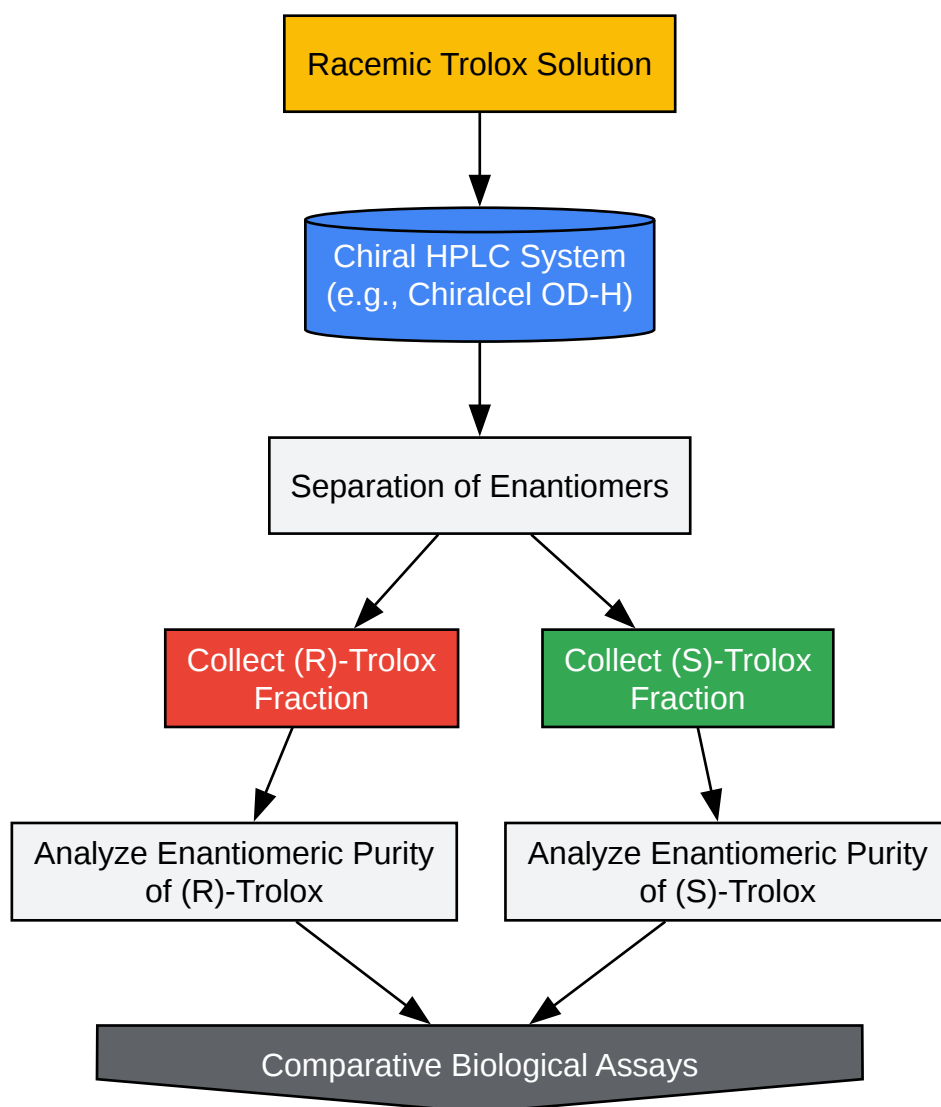 Racemic Trolox Solution
Chiral HPLC System
(e.g., Chiralcel OD-H)
Separation of Enantiomers
Collect (R)-Trolox
Fraction
Collect (S)-Trolox
Fraction
Analyze Enantiomeric Purity
of (R)-Trolox
Analyze Enantiomeric Purity
of (S)-Trolox
Comparative Biological Assays